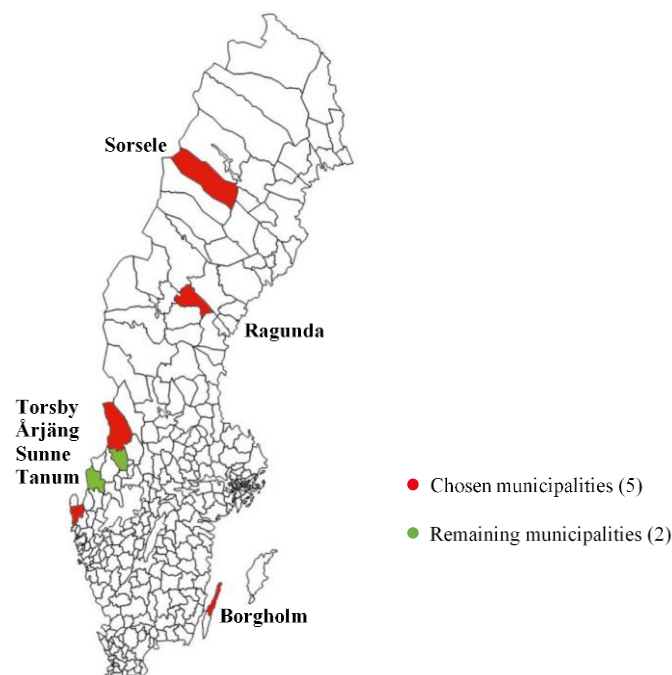 Sorsele
Ragunda
Torsby
Årjäng
Sunne
Tanum
Chosen municipalities (5)
Remaining municipalities (2)
Borgholm